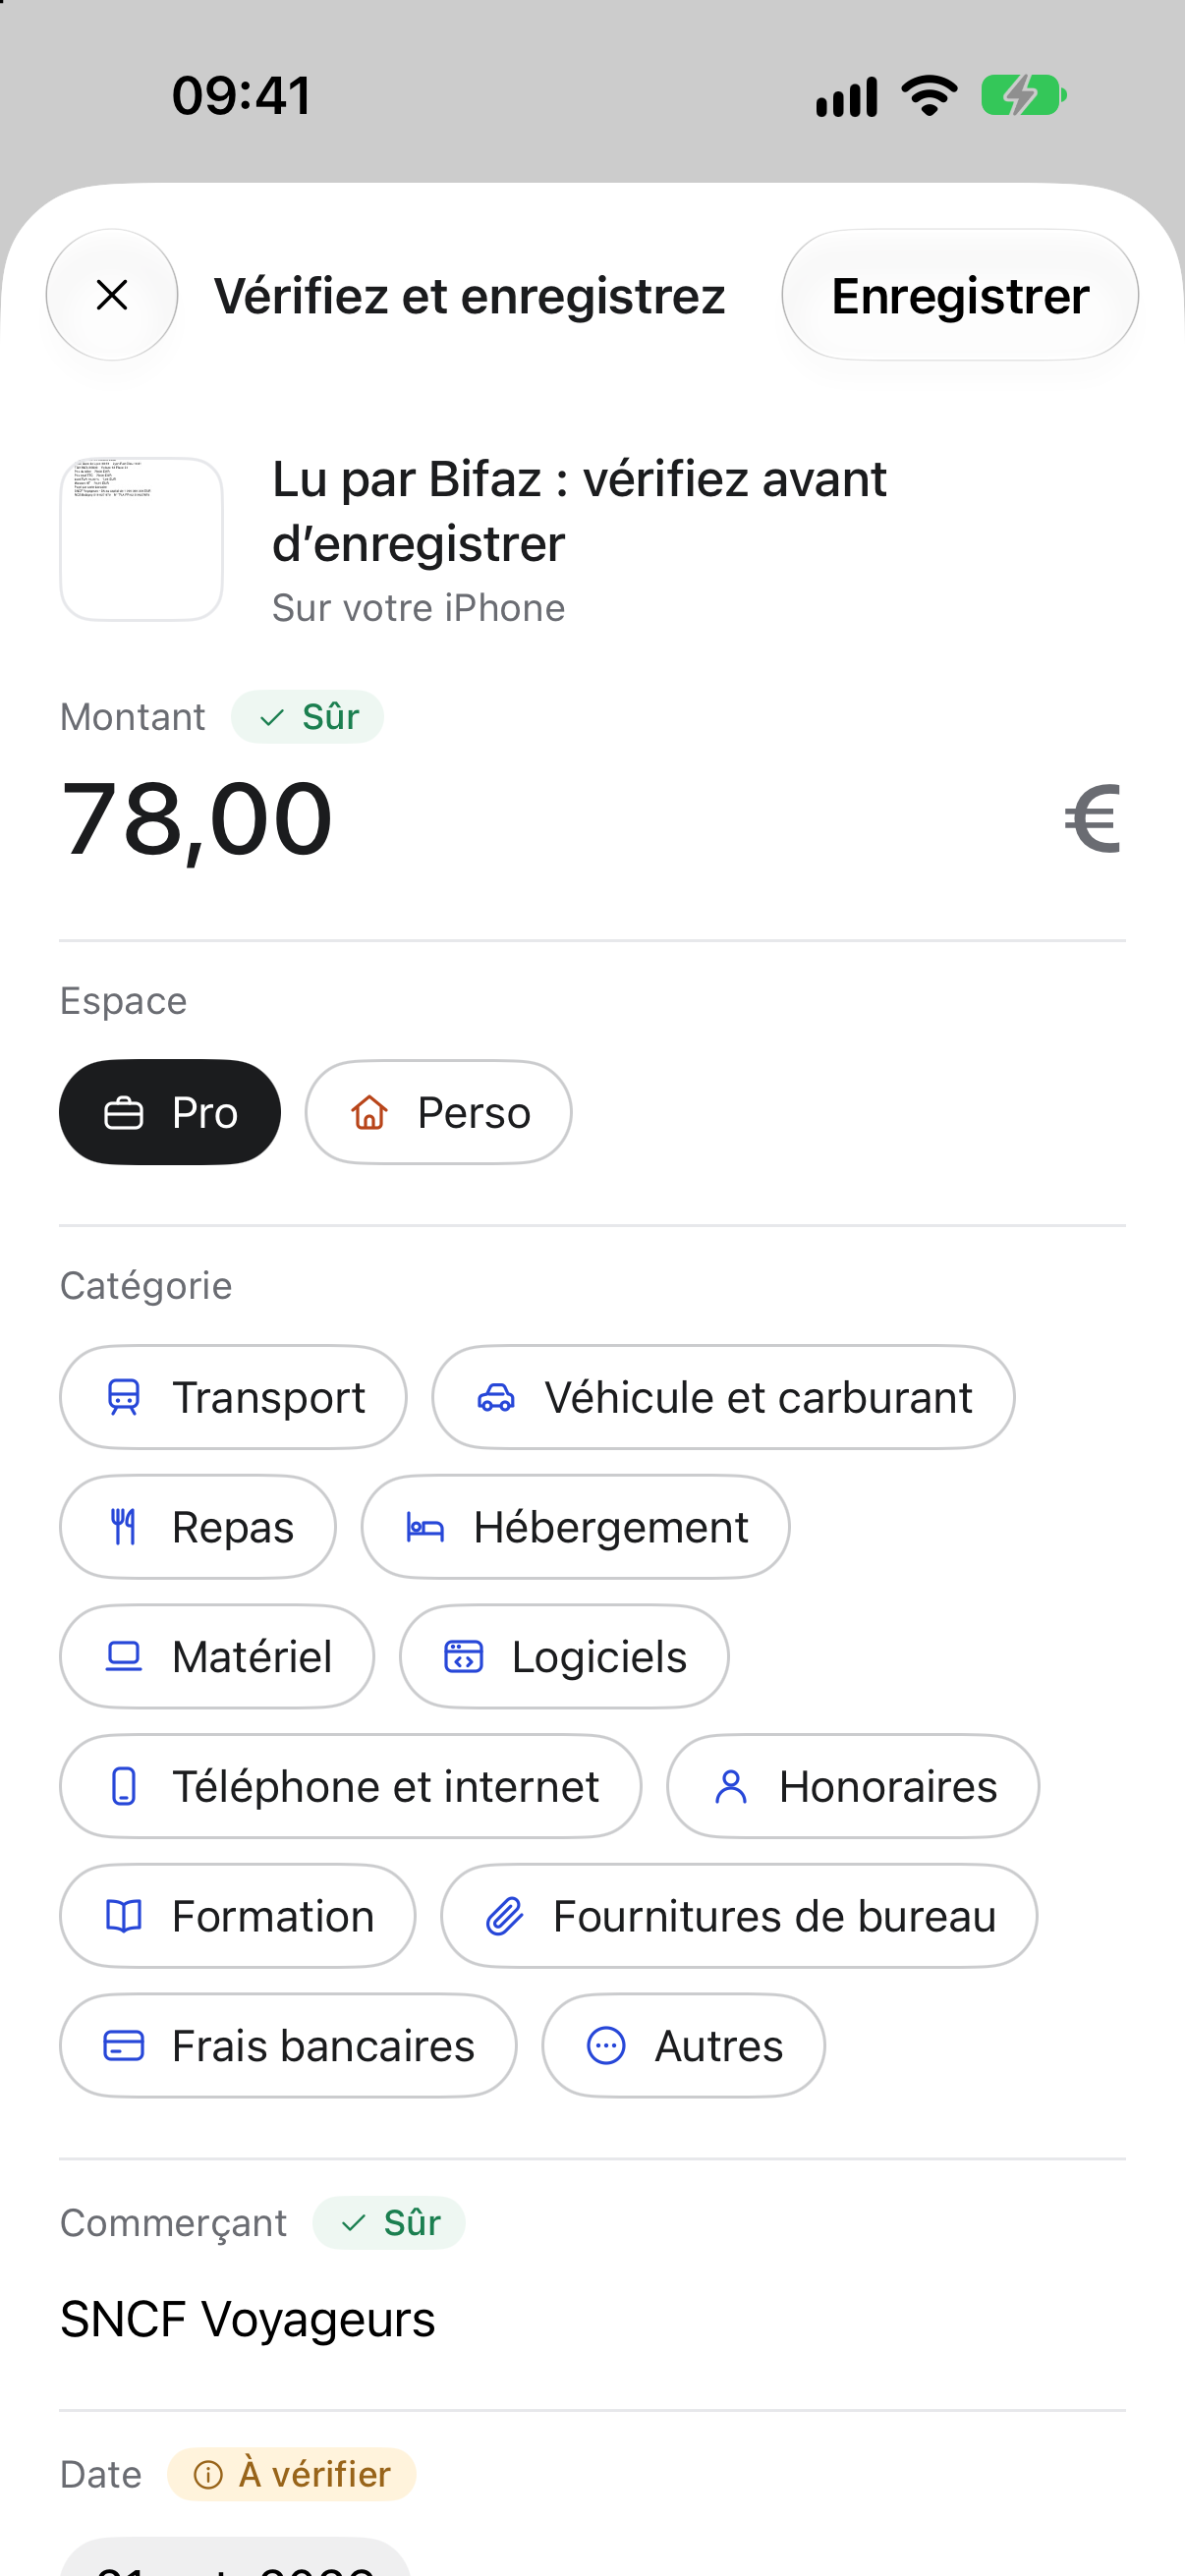 09:41
Vérifiez et enregistrez
Enregistrer
Lu par Bifaz : vérifiez avant
d’enregistrer
Sur votre iPhone
Montant
Sûr
78,00
€
Espace
Pro
Perso
Catégorie
Transport
Véhicule et carburant
Repas
Hébergement
Matériel
Logiciels
Téléphone et internet
Honoraires
Formation
Fournitures de bureau
Frais bancaires
Autres
Commerçant
Sûr
SNCF Voyageurs
Date
À vérifier